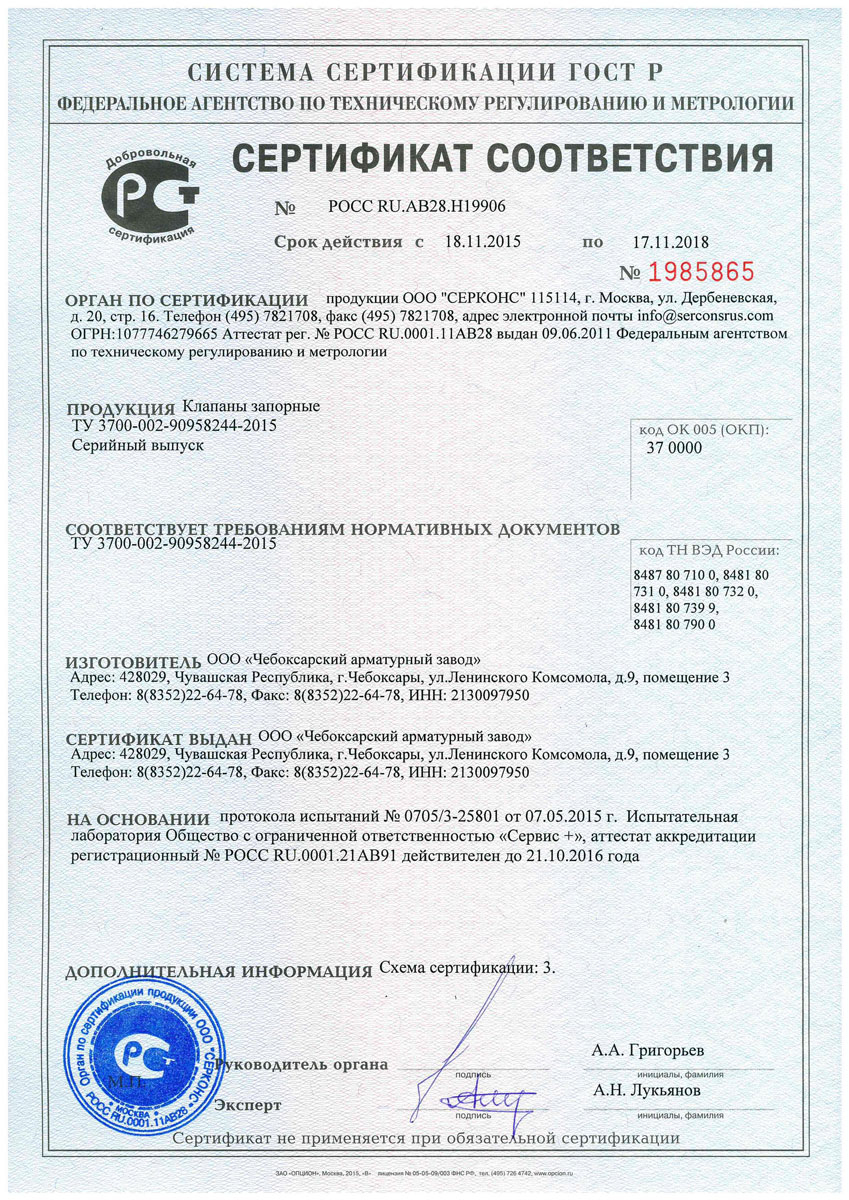 СИСТЕМА СЕРТИФИКАЦИИ ГОСТ Р
ФЕДЕРАЛЬНОЕ АГЕНТСТВО ПО ТЕХНИЧЕСКОМУ РЕГУЛИРОВАНИЮ И МЕТРОЛОГИИ
Добровольная
РСТ
сертификация
СЕРТИФИКАТ СООТВЕТСТВИЯ
№ РОСС RU.АВ28.Н19906
Срок действия с 18.11.2015 по 17.11.2018
№ 1985865
ОРГАН ПО СЕРТИФИКАЦИИ продукции ООО "СЕРКОНС" 115114, г. Москва, ул. Дербеневская,
д. 20, стр. 16. Телефон (495) 7821708, факс (495) 7821708, адрес электронной почты info@serconsrus.com
ОГРН:1077746279665 Аттестат рег. № РОСС RU.0001.11АВ28 выдан 09.06.2011 Федеральным агентством
по техническому регулированию и метрологии
ПРОДУКЦИЯ Клапаны запорные
ТУ 3700-002-90958244-2015
Серийный выпуск
код ОК 005 (ОКП):
37 0000
СООТВЕТСТВУЕТ ТРЕБОВАНИЯМ НОРМАТИВНЫХ ДОКУМЕНТОВ
ТУ 3700-002-90958244-2015
код ТН ВЭД России:
8487 80 710 0, 8481 80
731 0, 8481 80 732 0,
8481 80 739 9,
8481 80 790 0
ИЗГОТОВИТЕЛЬ ООО «Чебоксарский арматурный завод»
Адрес: 428029, Чувашская Республика, г.Чебоксары, ул.Ленинского Комсомола, д.9, помещение 3
Телефон: 8(8352)22-64-78, Факс: 8(8352)22-64-78, ИНН: 2130097950
СЕРТИФИКАТ ВЫДАН ООО «Чебоксарский арматурный завод»
Адрес: 428029, Чувашская Республика, г.Чебоксары, ул.Ленинского Комсомола, д.9, помещение 3
Телефон: 8(8352)22-64-78, Факс: 8(8352)22-64-78, ИНН: 2130097950
НА ОСНОВАНИИ протокола испытаний № 0705/3-25801 от 07.05.2015 г. Испытательная
лаборатория Общество с ограниченной ответственностью «Сервис +», аттестат аккредитации
регистрационный № РОСС RU.0001.21АВ91 действителен до 21.10.2016 года
ДОПОЛНИТЕЛЬНАЯ ИНФОРМАЦИЯ Схема сертификации: 3.
Орган по сертификации продукции ООО "СЕРКОНС"
РСТ
М.П.
* МОСКВА *
РОСС RU.0001.11АВ28
Руководитель органа
подпись
А.А. Григорьев
инициалы, фамилия
Эксперт
подпись
А.Н. Лукьянов
инициалы, фамилия
Сертификат не применяется при обязательной сертификации
ЗАО «ОПЦИОН», Москва, 2015, «В» лицензия № 05-05-09/003 ФНС РФ, тел. (495) 726 4742, www.opcion.ru